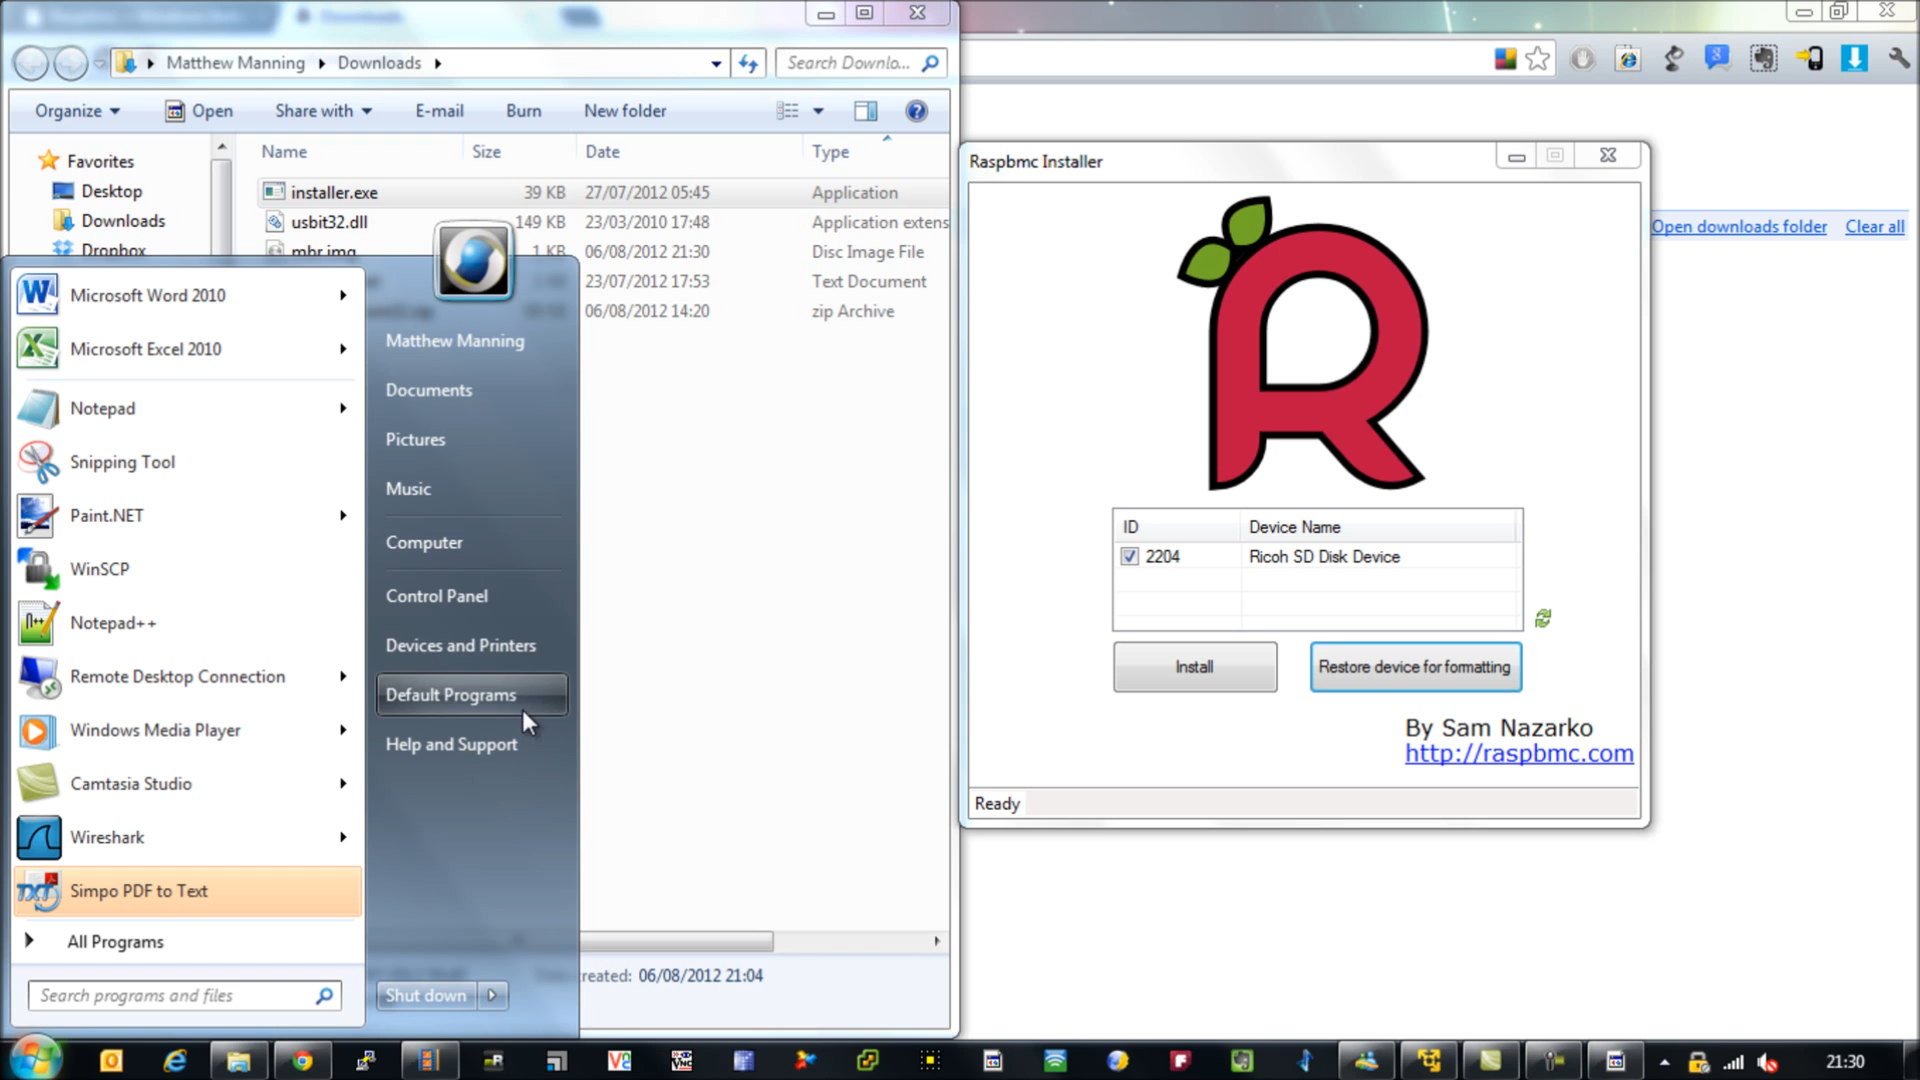 Matthew Manning
Downloads
Search Downlo...
Organize
Open
Share with
E-mail
Burn
New folder
Name
Size
Date
Type
Favorites
Desktop
Downloads
Dropbox
installer.exe 39 KB 27/07/2012 05:45 Application
usbit32.dll 149 KB 23/03/2010 17:48 Application extens
mbr.img 1 KB 06/08/2012 21:30 Disc Image File
23/07/2012 17:53 Text Document
06/08/2012 14:20 zip Archive
Microsoft Word 2010
Microsoft Excel 2010
Notepad
Snipping Tool
Paint.NET
WinSCP
Notepad++
Remote Desktop Connection
Windows Media Player
Camtasia Studio
Wireshark
Simpo PDF to Text
All Programs
Search programs and files
Matthew Manning
Documents
Pictures
Music
Computer
Control Panel
Devices and Printers
Default Programs
Help and Support
Shut down
reated: 06/08/2012 21:04
Raspbmc Installer
ID Device Name
2204 Ricoh SD Disk Device
Install
Restore device for formatting
By Sam Nazarko
http://raspbmc.com
Ready
Open downloads folder
Clear all
21:30